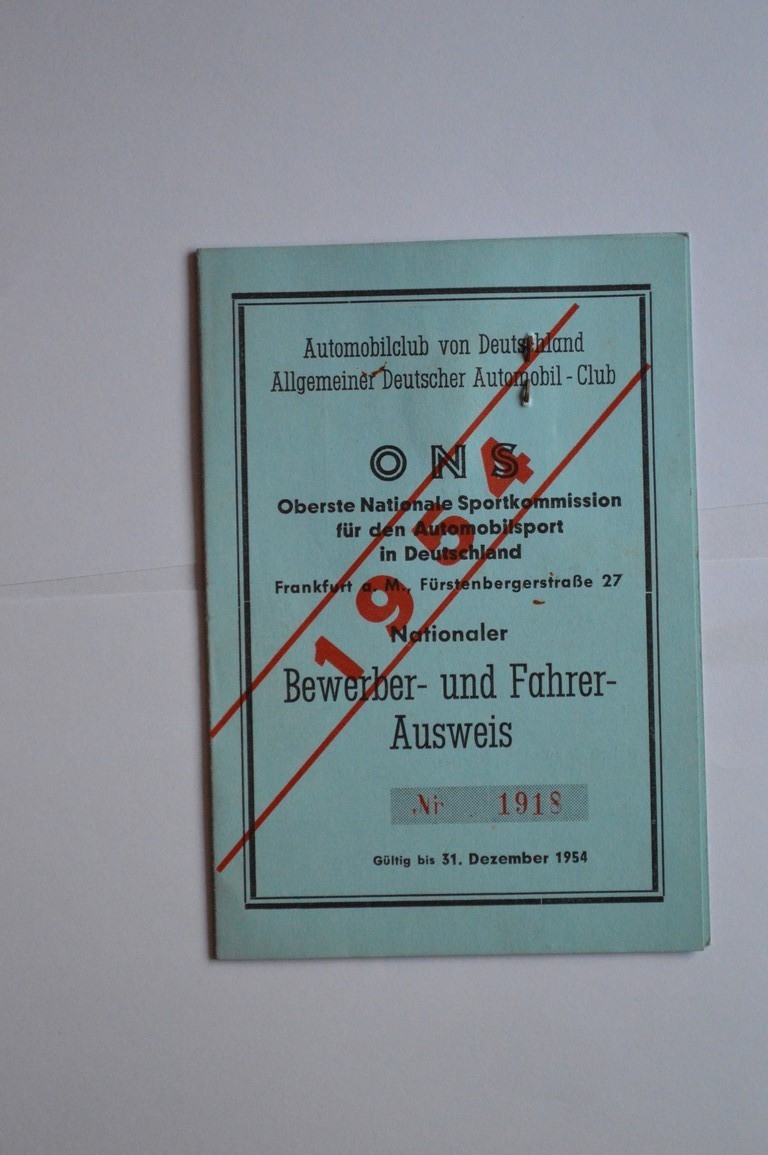 Automobilclub von Deutschland
Allgemeiner Deutscher Automobil-Club
ONS
Oberste Nationale Sportkommission
für den Automobilsport
in Deutschland
Frankfurt a. M., Fürstenbergerstraße 27
1954
Nationaler
Bewerber- und Fahrer-
Ausweis
Nr 1918
Gültig bis 31. Dezember 1954